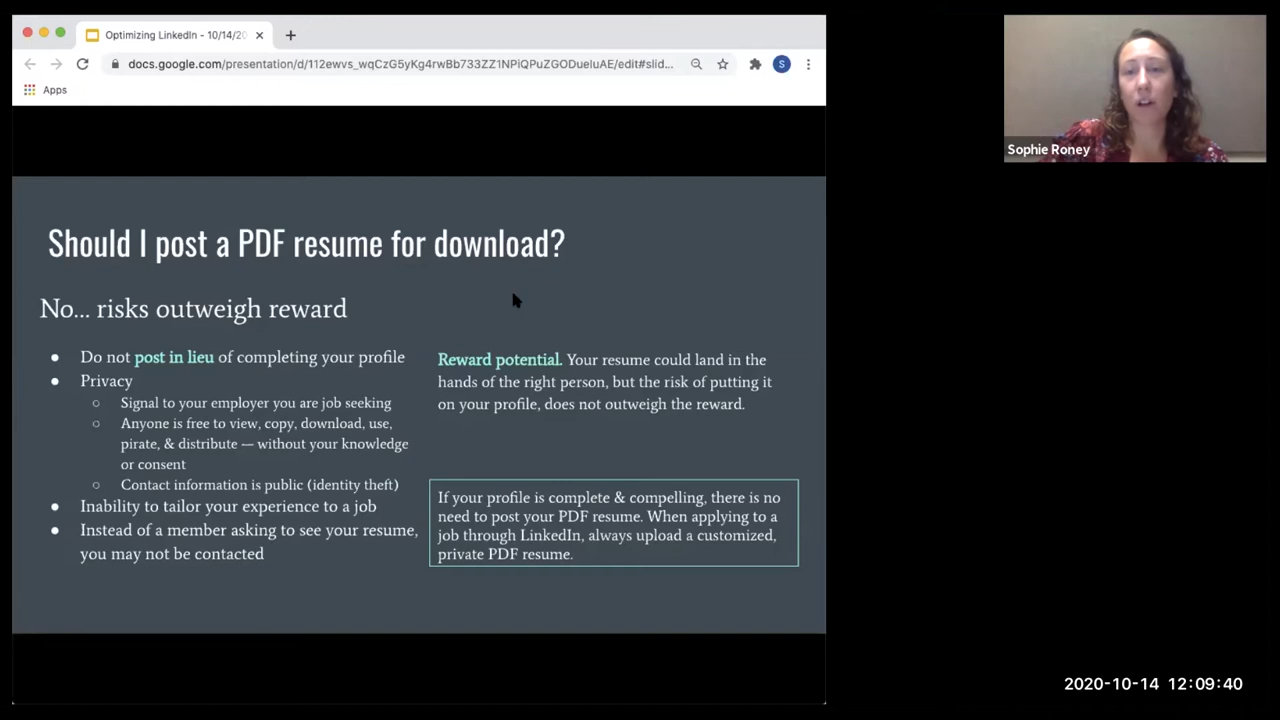 Optimizing LinkedIn - 10/14/20
docs.google.com/presentation/d/112ewvs_wqCzG5yKg4rwBb733ZZ1NPiQPuZGODueluAE/edit#slid...
S
Apps
Sophie Roney
Should I post a PDF resume for download?
No... risks outweigh reward
● Do not post in lieu of completing your profile
● Privacy
○ Signal to your employer you are job seeking
○ Anyone is free to view, copy, download, use,
pirate, & distribute — without your knowledge
or consent
○ Contact information is public (identity theft)
● Inability to tailor your experience to a job
● Instead of a member asking to see your resume,
you may not be contacted
Reward potential. Your resume could land in the
hands of the right person, but the risk of putting it
on your profile, does not outweigh the reward.
If your profile is complete & compelling, there is no
need to post your PDF resume. When applying to a
job through LinkedIn, always upload a customized,
private PDF resume.
2020-10-14 12:09:40